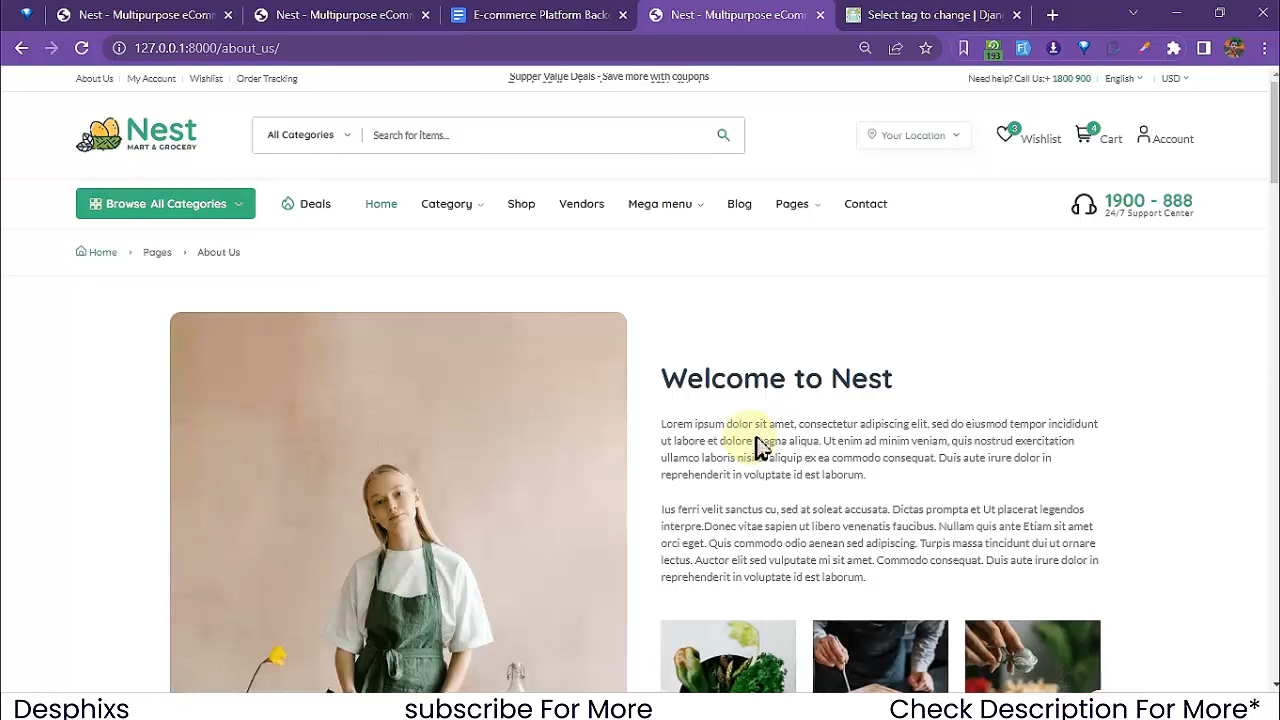 Nest - Multipurpose eCom
Nest - Multipurpose eComm
E-commerce Platform Back
Nest - Multipurpose eCom
Select tag to change | Djan
127.0.0.1:8000/about_us/
193
About Us
My Account
Wishlist
Order Tracking
Supper Value Deals - Save more with coupons
Need help? Call Us:+ 1800 900
English
USD
Nest
MART & GROCERY
All Categories
Search for items...
Your Location
3
Wishlist
4
Cart
Account
Browse All Categories
Deals
Home
Category
Shop
Vendors
Mega menu
Blog
Pages
Contact
1900 - 888
24/7 Support Center
Home
Pages
About Us
Welcome to Nest
Lorem ipsum dolor sit amet, consectetur adipiscing elit, sed do eiusmod tempor incididunt
ut labore et dolore magna aliqua. Ut enim ad minim veniam, quis nostrud exercitation
ullamco laboris nisi aliquip ex ea commodo consequat. Duis aute irure dolor in
reprehenderit in voluptate id est laborum.
Ius ferri velit sanctus cu, sed at soleat accusata. Dictas prompta et Ut placerat legendos
interpre.Donec vitae sapien ut libero venenatis faucibus. Nullam quis ante Etiam sit amet
orci eget. Quis commodo odio aenean sed adipiscing. Turpis massa tincidunt dui ut ornare
lectus. Auctor elit sed vulputate mi sit amet. Commodo consequat. Duis aute irure dolor in
reprehenderit in voluptate id est laborum.
Desphixs
subscribe For More
Check Description For More*